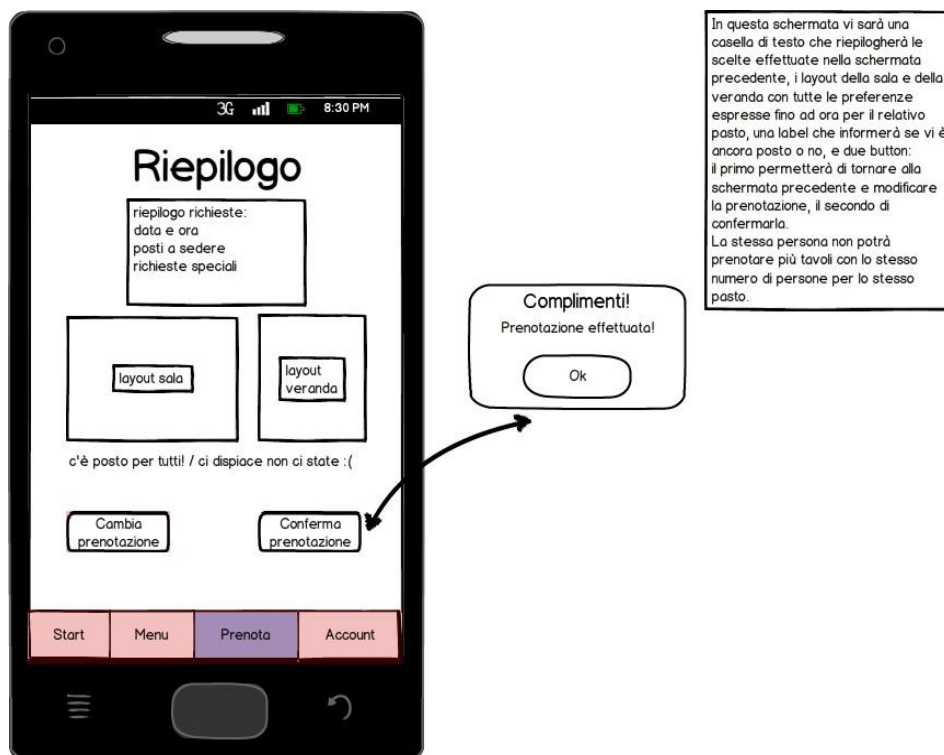 3G 8:30 PM
Riepilogo
riepilogo richieste:
data e ora
posti a sedere
richieste speciali
layout sala
layout
veranda
c'è posto per tutti! / ci dispiace non ci state :(
Cambia
prenotazione
Conferma
prenotazione
Start Menu Prenota Account
Complimenti!
Prenotazione effettuata!
Ok
In questa schermata vi sarà una
casella di testo che riepilogherà le
scelte effettuate nella schermata
precedente, i layout della sala e della
veranda con tutte le preferenze
espresse fino ad ora per il relativo
pasto, una label che informerà se vi è
ancora posto o no, e due button:
il primo permetterà di tornare alla
schermata precedente e modificare
la prenotazione, il secondo di
confermarla.
La stessa persona non potrà
prenotare più tavoli con lo stesso
numero di persone per lo stesso
pasto.